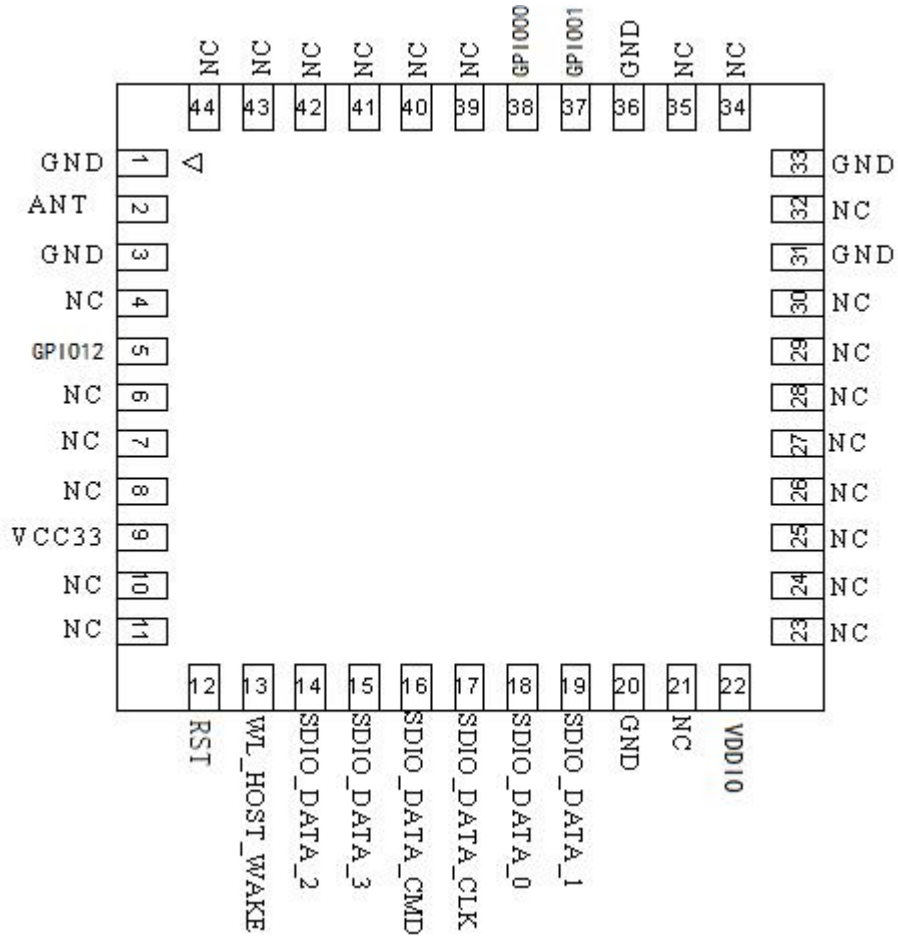 NC NC NC NC NC NC GPIO00 GPIO01 GND NC NC
44 43 42 41 40 39 38 37 36 35 34
GND 1 33 GND
ANT 2 32 NC
GND 3 31 GND
NC 4 30 NC
GPIO12 5 29 NC
NC 6 28 NC
NC 7 27 NC
NC 8 26 NC
VCC33 9 25 NC
NC 10 24 NC
NC 11 23 NC
12 13 14 15 16 17 18 19 20 21 22
RST WL_HOST_WAKE SDIO_DATA_2 SDIO_DATA_3 SDIO_DATA_CMD SDIO_DATA_CLK SDIO_DATA_0 SDIO_DATA_1 GND NC VDDIO